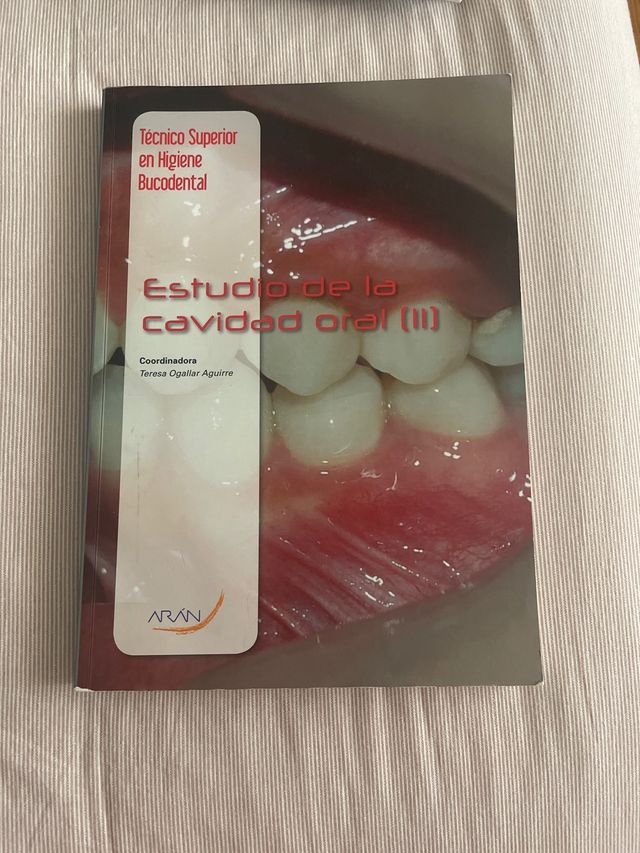 Técnico Superior
en Higiene
Bucodental
Estudio de la
cavidad oral (II)
Coordinadora
Teresa Ogallar Aguirre
ARÁN